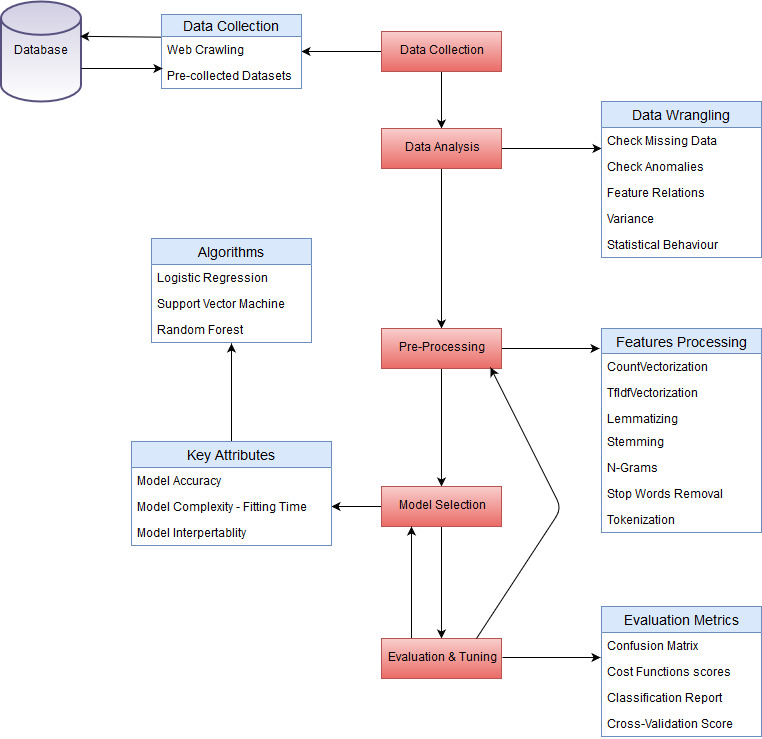 Database
Data Collection
Web Crawling
Pre-collected Datasets
Data Collection
Data Analysis
Data Wrangling
Check Missing Data
Check Anomalies
Feature Relations
Variance
Statistical Behaviour
Algorithms
Logistic Regression
Support Vector Machine
Random Forest
Pre-Processing
Features Processing
CountVectorization
TfIdfVectorization
Lemmatizing
Stemming
N-Grams
Stop Words Removal
Tokenization
Key Attributes
Model Accuracy
Model Complexity - Fitting Time
Model Interpertablity
Model Selection
Evaluation & Tuning
Evaluation Metrics
Confusion Matrix
Cost Functions scores
Classification Report
Cross-Validation Score